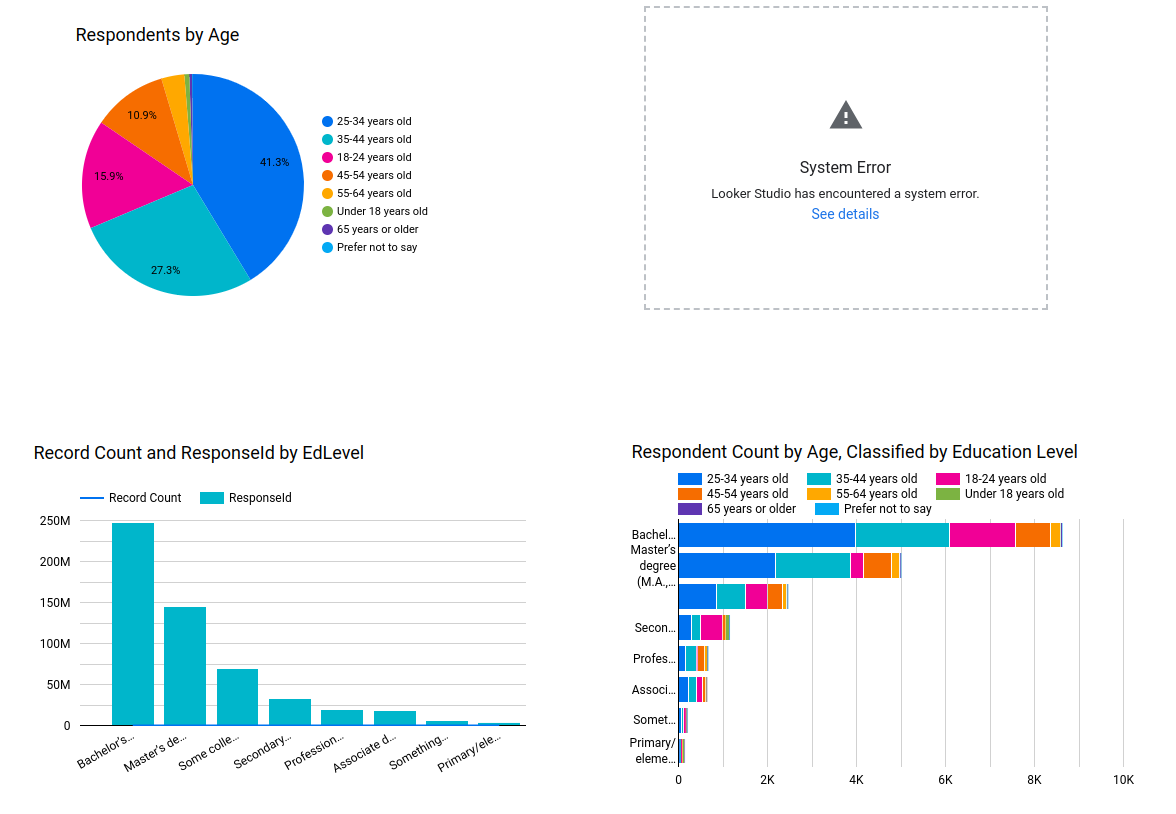 Respondents by Age
41.3%
27.3%
15.9%
10.9%
25-34 years old
35-44 years old
18-24 years old
45-54 years old
55-64 years old
Under 18 years old
65 years or older
Prefer not to say
System Error
Looker Studio has encountered a system error.
See details
Record Count and ResponseId by EdLevel
Record Count ResponseId
250M
200M
150M
100M
50M
0
Bachelor's…
Master's de…
Some colle…
Secondary…
Profession…
Associate d…
Something…
Primary/ele…
Respondent Count by Age, Classified by Education Level
25-34 years old 35-44 years old 18-24 years old
45-54 years old 55-64 years old Under 18 years old
65 years or older Prefer not to say
Bachel…
Master's
degree
(M.A.,…
Secon…
Profes…
Associ…
Somet…
Primary/
eleme…
0 2K 4K 6K 8K 10K